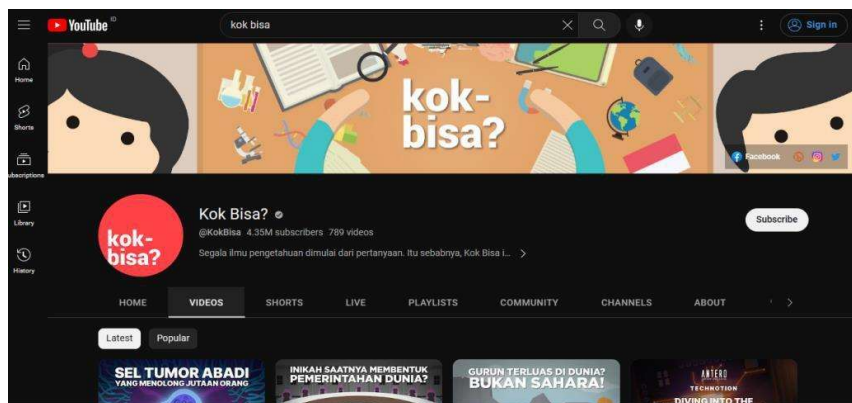 YouTube ID
kok bisa
Sign in
Home
Shorts
ubscriptions
Library
History
kok-
bisa?
Facebook
kok-
bisa?
Kok Bisa?
@KokBisa 4.35M subscribers 789 videos
Segala ilmu pengetahuan dimulai dari pertanyaan. Itu sebabnya, Kok Bisa i...
Subscribe
HOME VIDEOS SHORTS LIVE PLAYLISTS COMMUNITY CHANNELS ABOUT
Latest Popular
SEL TUMOR ABADI
YANG MENOLONG JUTAAN ORANG
INIKAH SAATNYA MEMBENTUK
PEMERINTAHAN DUNIA?
GURUN TERLUAS DI DUNIA?
BUKAN SAHARA!
ANTERO
TECHNOTION
DIVING INTO THE